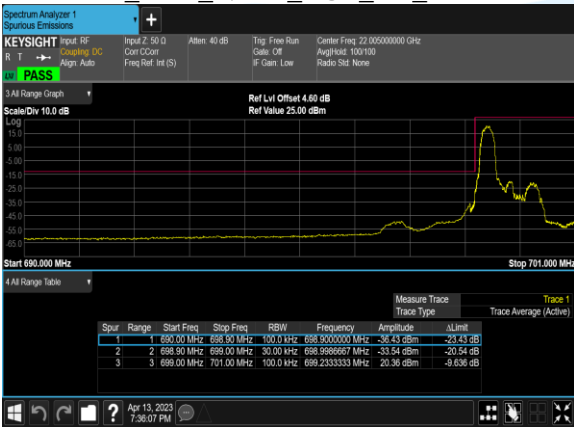 Spectrum Analyzer 1
Spurious Emissions
KEYSIGHT
R T
LXI PASS
Input: RF
Coupling: DC
Align: Auto
Input Z: 50 Ω
Corr CCorr
Freq Ref: Int (S)
Atten: 40 dB
Trig: Free Run
Gate: Off
IF Gain: Low
Center Freq: 22.005000000 GHz
Avg|Hold: 100/100
Radio Std: None
3 All Range Graph
Scale/Div 10.0 dB
Ref Lvl Offset 4.60 dB
Ref Value 25.00 dBm
Log
15.0
5.00
-5.00
-15.0
-25.0
-35.0
-45.0
-55.0
-65.0
Start 690.000 MHz
Stop 701.000 MHz
4 All Range Table
Measure Trace Trace 1
Trace Type Trace Average (Active)
Spur Range Start Freq Stop Freq RBW Frequency Amplitude ΔLimit
1 1 690.00 MHz 698.90 MHz 100.0 kHz 698.9000000 MHz -36.43 dBm -23.43 dB
2 2 698.90 MHz 699.00 MHz 30.00 kHz 698.9986667 MHz -33.54 dBm -20.54 dB
3 3 699.00 MHz 701.00 MHz 100.0 kHz 699.2333333 MHz 20.36 dBm -9.636 dB
?
Apr 13, 2023
7:36:07 PM